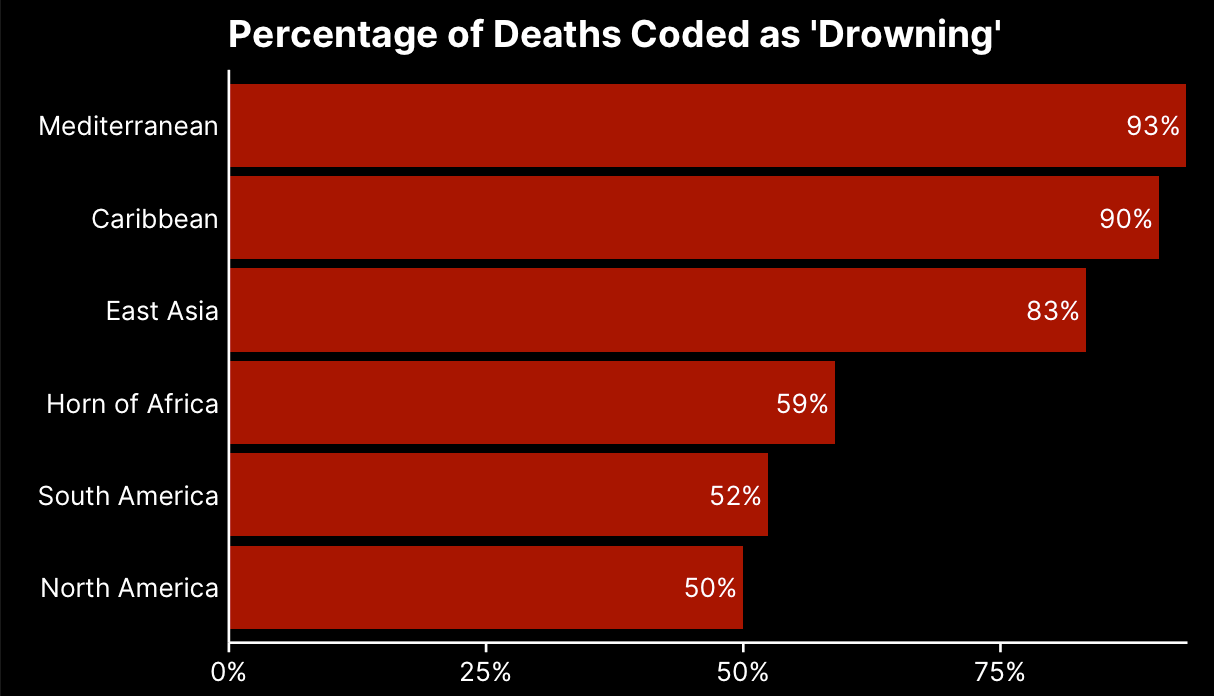 Percentage of Deaths Coded as 'Drowning'
Mediterranean 93%
Caribbean 90%
East Asia 83%
Horn of Africa 59%
South America 52%
North America 50%
0% 25% 50% 75%